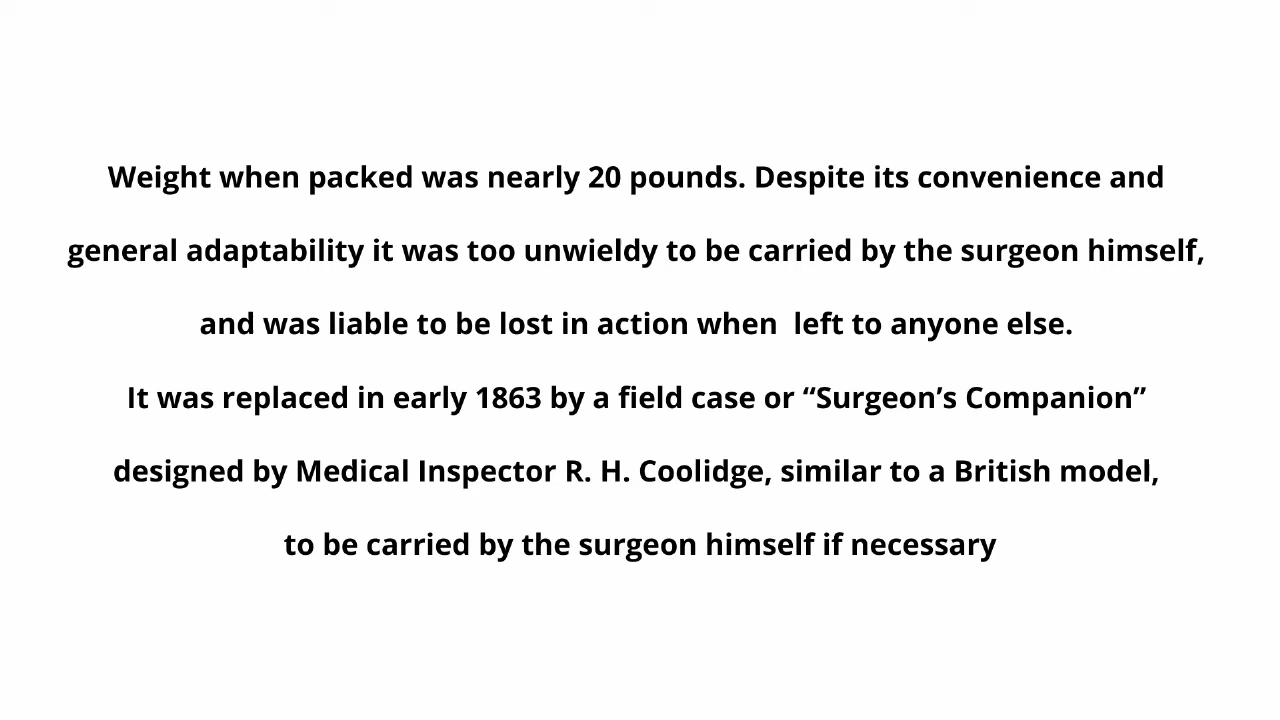 Weight when packed was nearly 20 pounds. Despite its convenience and
general adaptability it was too unwieldy to be carried by the surgeon himself,
and was liable to be lost in action when  left to anyone else.
It was replaced in early 1863 by a field case or “Surgeon’s Companion”
designed by Medical Inspector R. H. Coolidge, similar to a British model,
to be carried by the surgeon himself if necessary